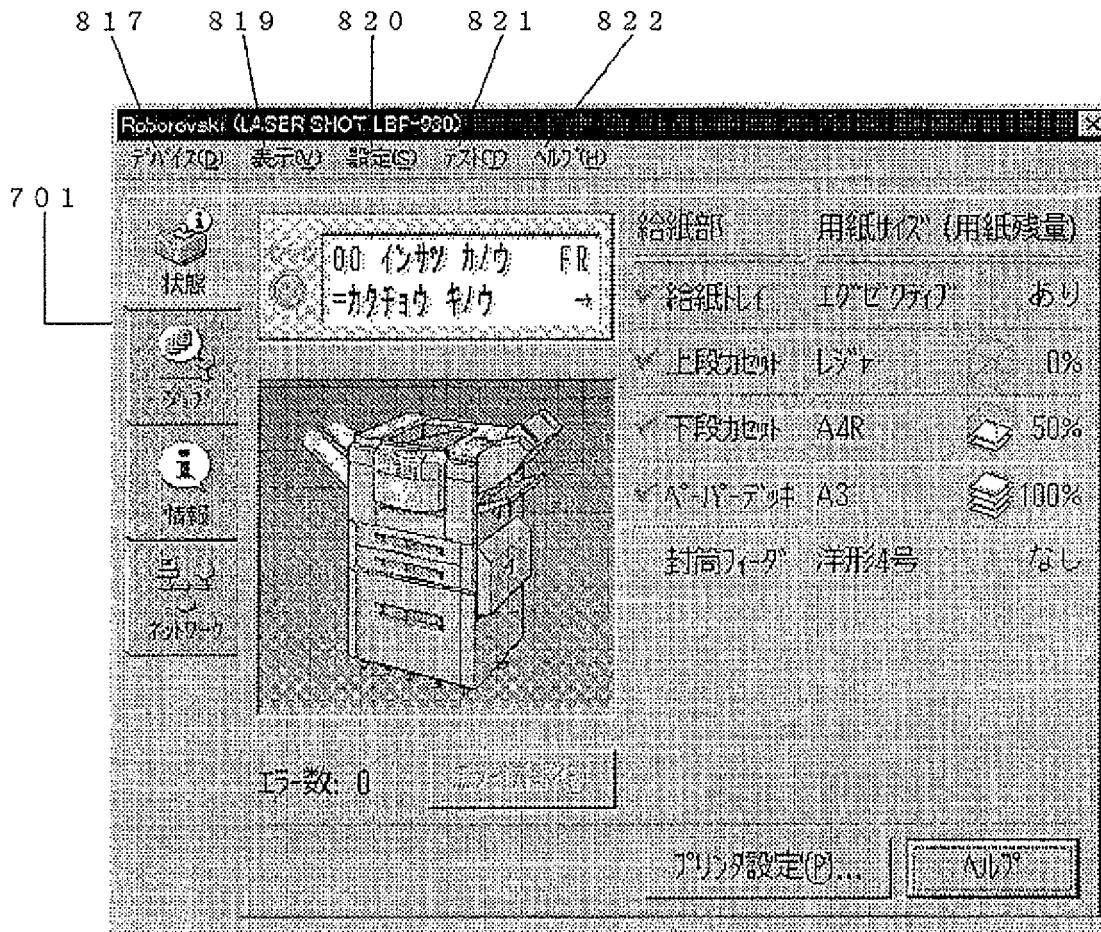 817 819 820 821 822
Roborovski (LASER SHOT LBP-930)
デバイス(D) 表示(V) 設定(S) テスト(T) ヘルプ(H)
701
状態
ジョブ
情報
ネットワーク
00 インサツ カノウ FR
=カクチョウ キノウ →
給紙部 用紙サイズ (用紙残量)
給紙トレイ エグゼクティブ あり
上段カセット レジャー 0%
下段カセット A4R 50%
ペーパーデッキ A3 100%
封筒フィーダ 洋形4号 なし
エラー数: 0
プリンタ設定(P)... ヘルプ